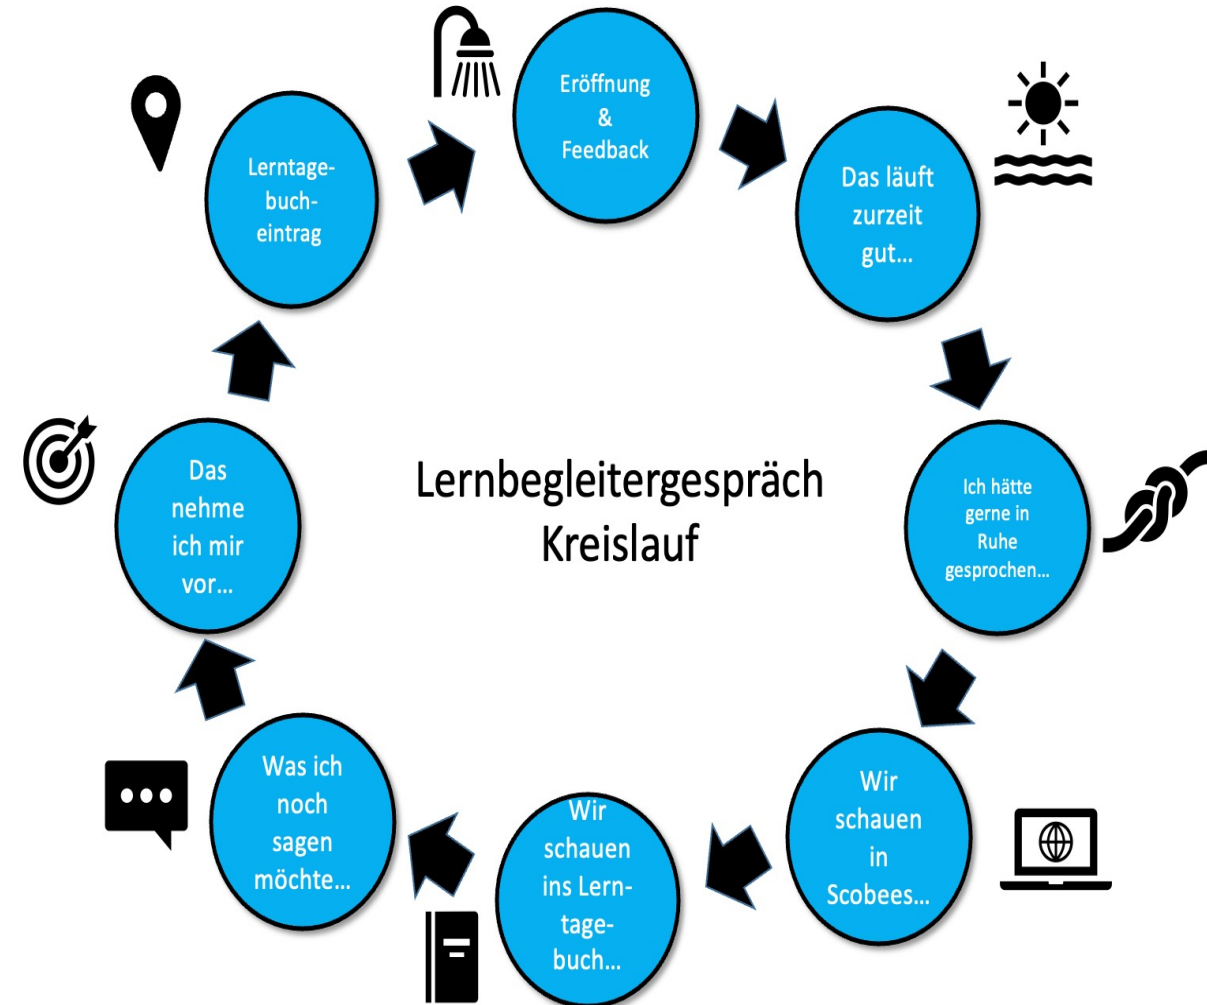 Eröffnung
&
Feedback
Das läuft
zurzeit
gut...
Ich hätte
gerne in
Ruhe
gesprochen...
Wir
schauen
in
Scobees...
Wir
schauen
ins Lern-
tage-
buch...
Was ich
noch
sagen
möchte...
Das
nehme
ich mir
vor...
Lerntage-
buch-
eintrag
Lernbegleitergespräch
Kreislauf